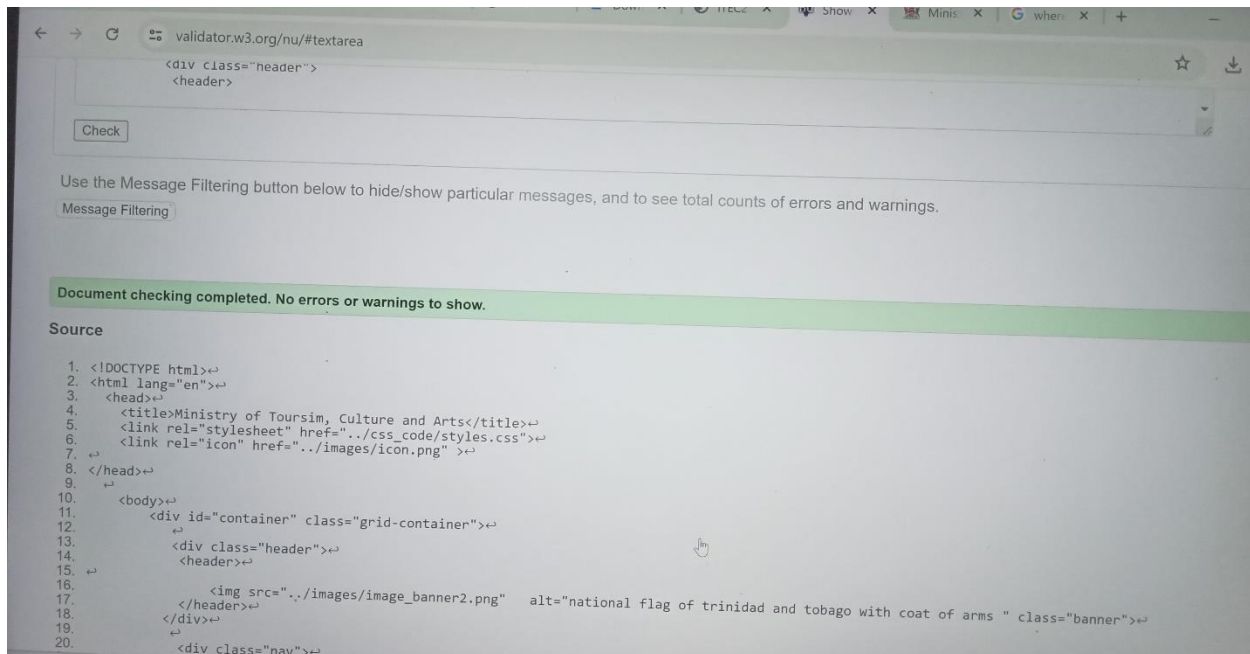 Show × Minis × G where × +
validator.w3.org/nu/#textarea
<div class="header">
<header>
Check
Use the Message Filtering button below to hide/show particular messages, and to see total counts of errors and warnings.
Message Filtering
Document checking completed. No errors or warnings to show.
Source
1. <!DOCTYPE html>↩
2. <html lang="en">↩
3. <head>↩
4. <title>Ministry of Toursim, Culture and Arts</title>↩
5. <link rel="stylesheet" href="../css_code/styles.css">↩
6. <link rel="icon" href="../images/icon.png" >↩
7. ↩
8. </head>↩
9. ↩
10. <body>↩
11. <div id="container" class="grid-container">↩
12. ↩
13. <div class="header">↩
14. <header>↩
15. ↩
16. <img src="../images/image_banner2.png" alt="national flag of trinidad and tobago with coat of arms " class="banner">↩
17. </header>↩
18. </div>↩
19. ↩
20. <div class="nav">↩